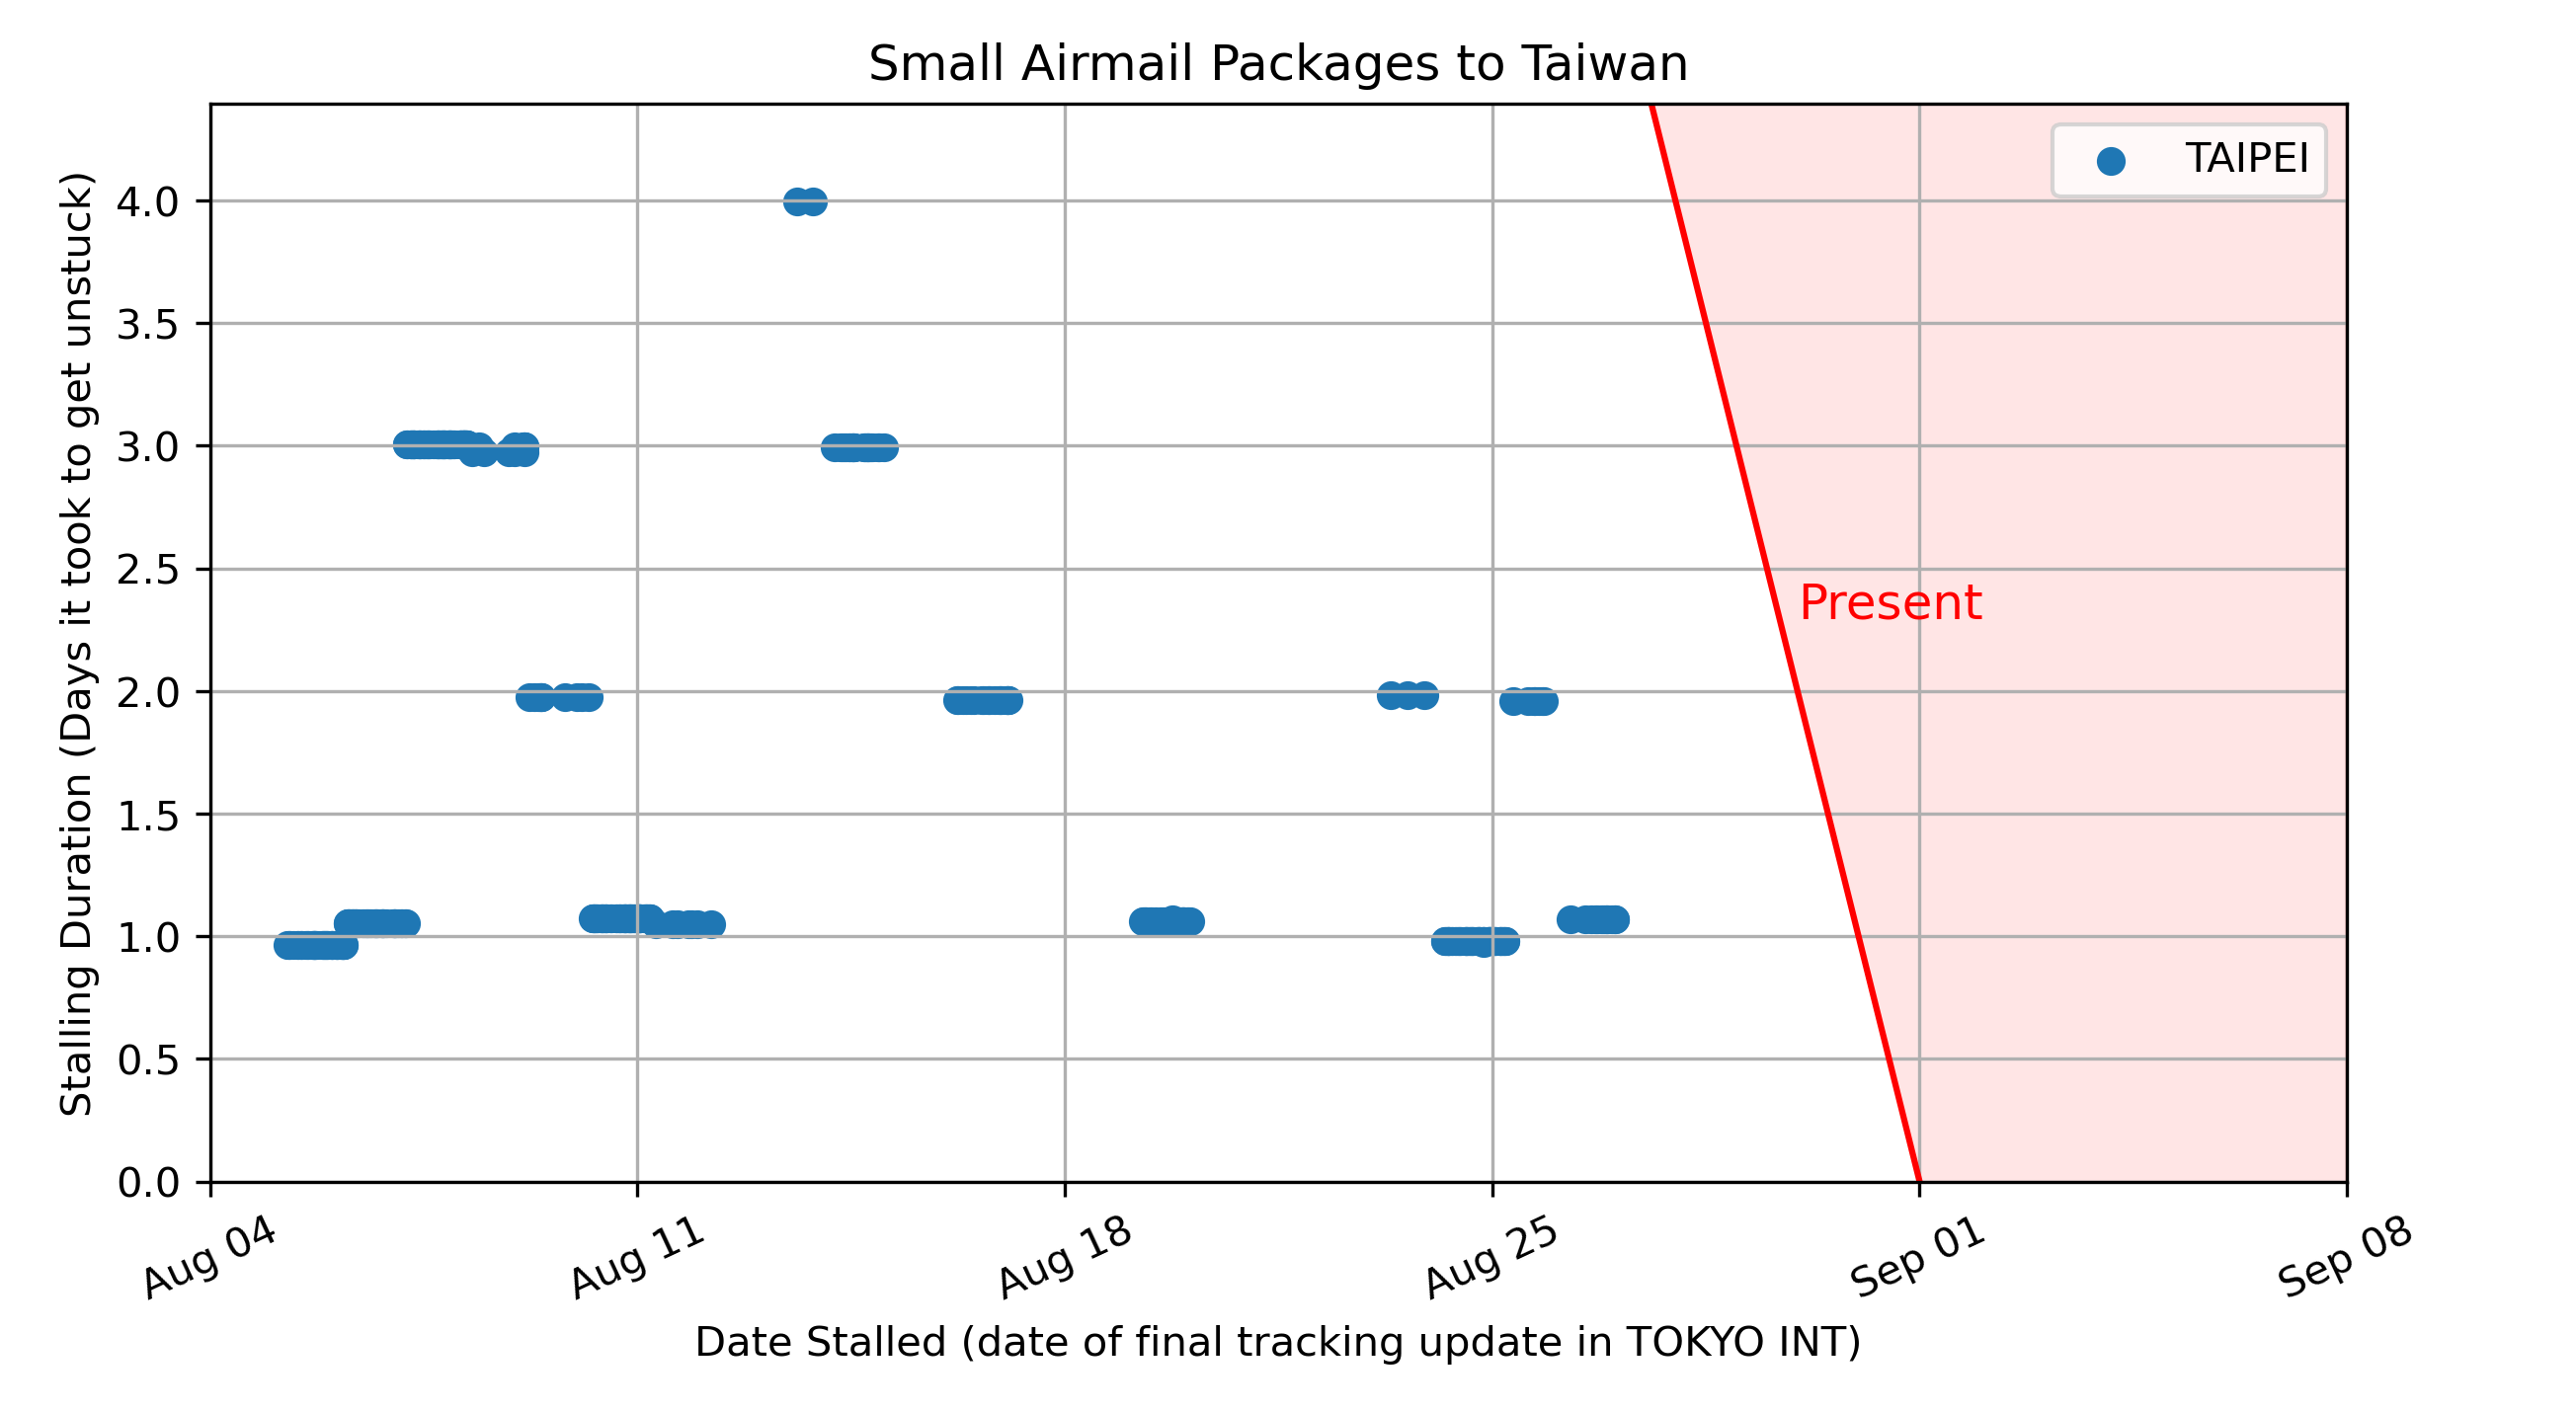 Small Airmail Packages to Taiwan
TAIPEI
Present
Stalling Duration (Days it took to get unstuck)
4.0
3.5
3.0
2.5
2.0
1.5
1.0
0.5
0.0
Aug 04
Aug 11
Aug 18
Aug 25
Sep 01
Sep 08
Date Stalled (date of final tracking update in TOKYO INT)